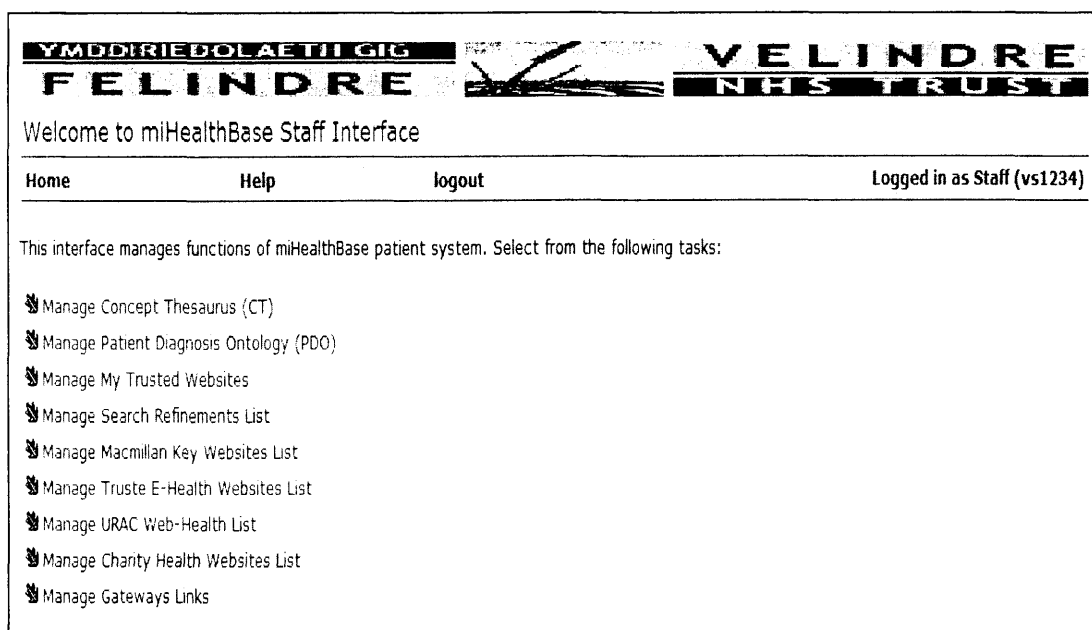 YMDDIRIEDOLAETH GIG
FELINDRE
VELINDRE
NHS TRUST
Welcome to miHealthBase Staff Interface
Home Help logout Logged in as Staff (vs1234)
This interface manages functions of miHealthBase patient system. Select from the following tasks:
Manage Concept Thesaurus (CT)
Manage Patient Diagnosis Ontology (PDO)
Manage My Trusted Websites
Manage Search Refinements List
Manage Macmillan Key Websites List
Manage Truste E-Health Websites List
Manage URAC Web-Health List
Manage Charity Health Websites List
Manage Gateways Links